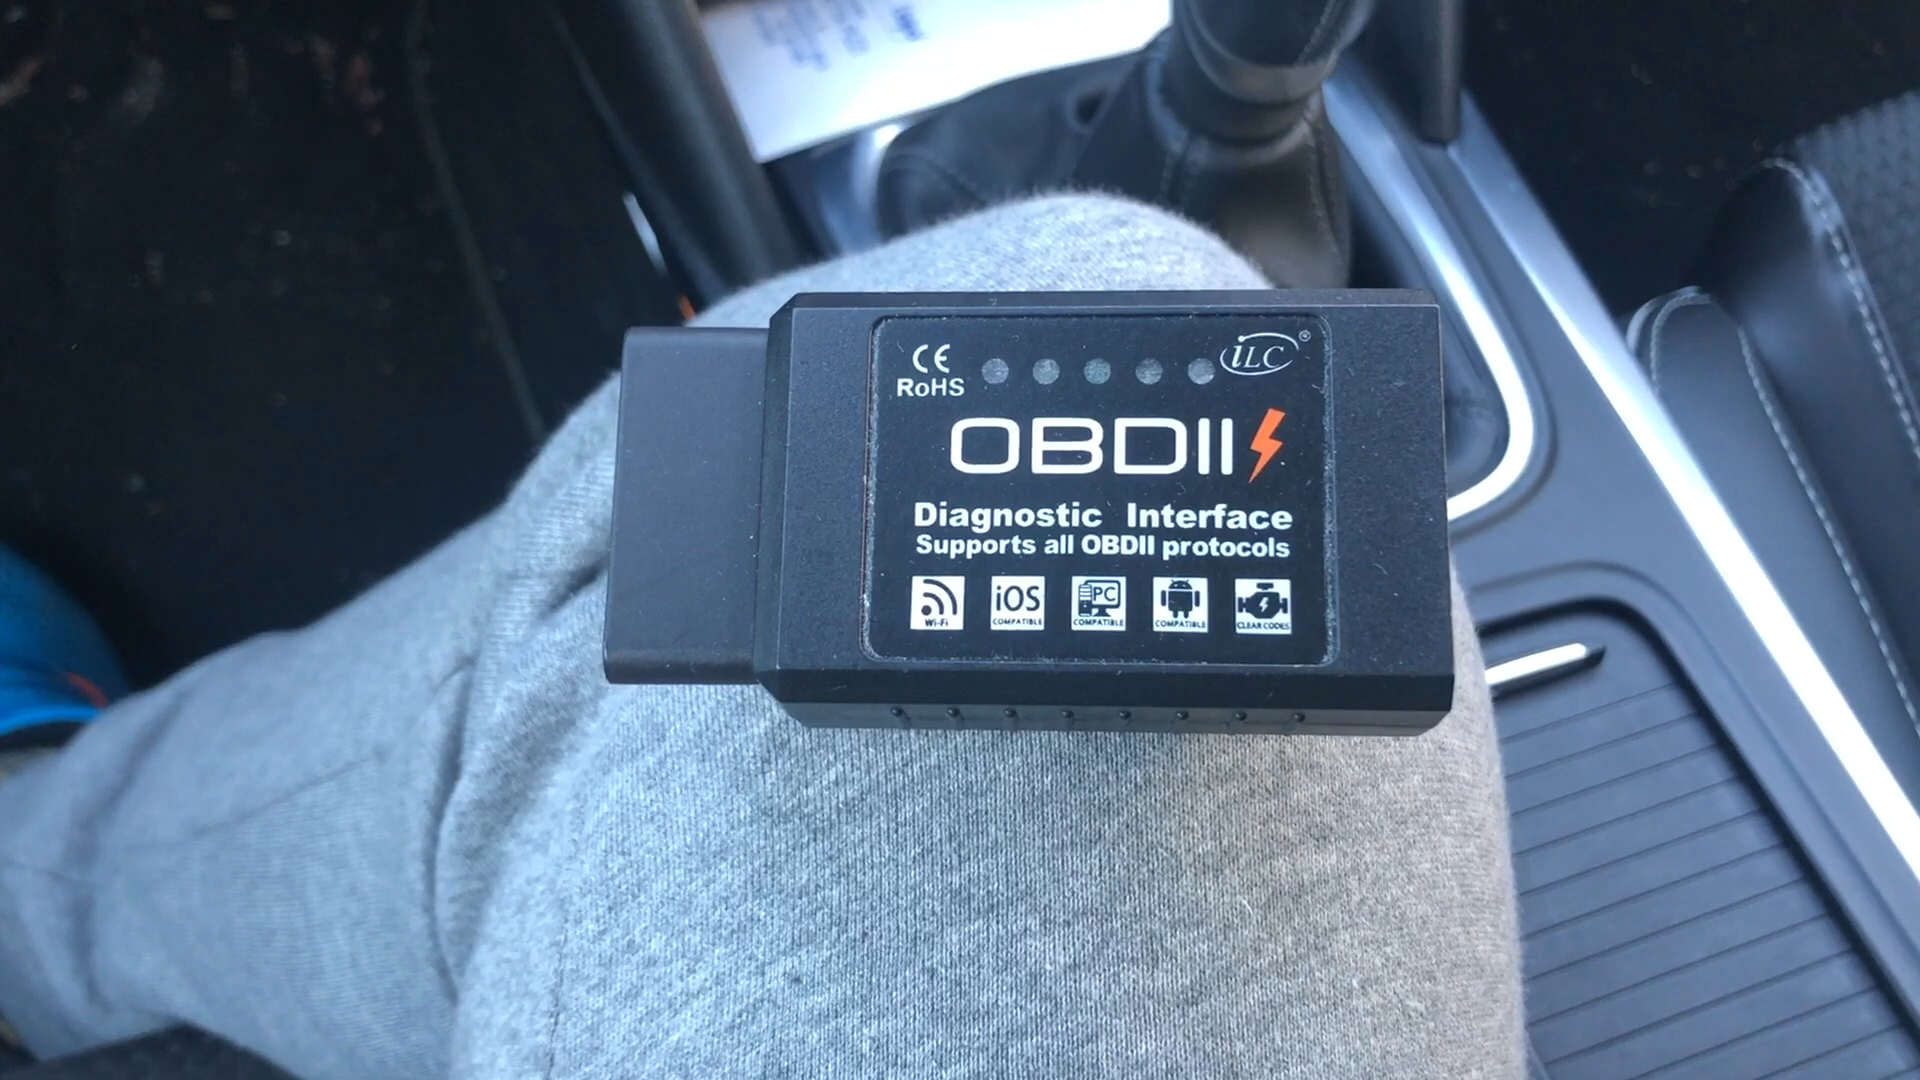 CE
RoHS
iLC®
OBDII
Diagnostic Interface
Supports all OBDII protocols
Wi-Fi
iOS
COMPATIBLE
PC
COMPATIBLE
COMPATIBLE
CLEAR CODES